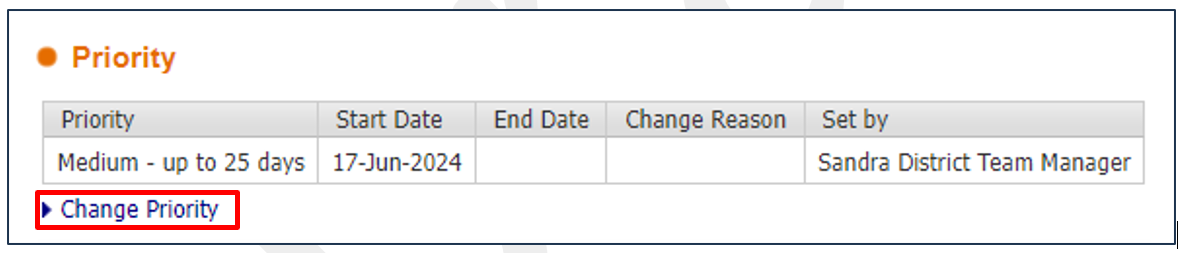 Priority
Priority Start Date End Date Change Reason Set by
Medium - up to 25 days 17-Jun-2024 Sandra District Team Manager
Change Priority